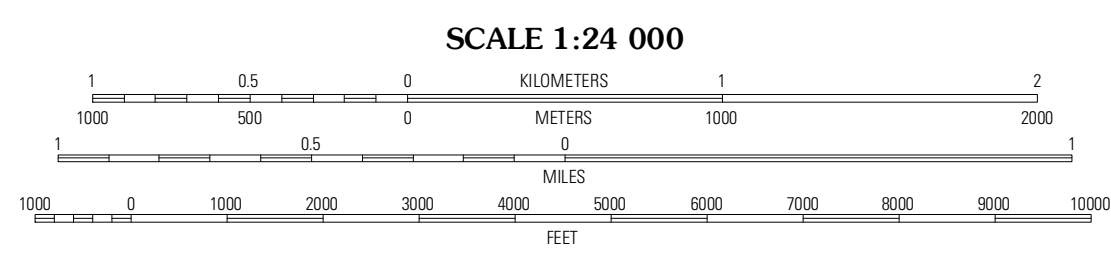 SCALE 1:24 000
1 0.5 0 KILOMETERS 1 2
1000 500 0 METERS 1000 2000
1 0.5 0 1
MILES
1000 0 1000 2000 3000 4000 5000 6000 7000 8000 9000 10000
FEET